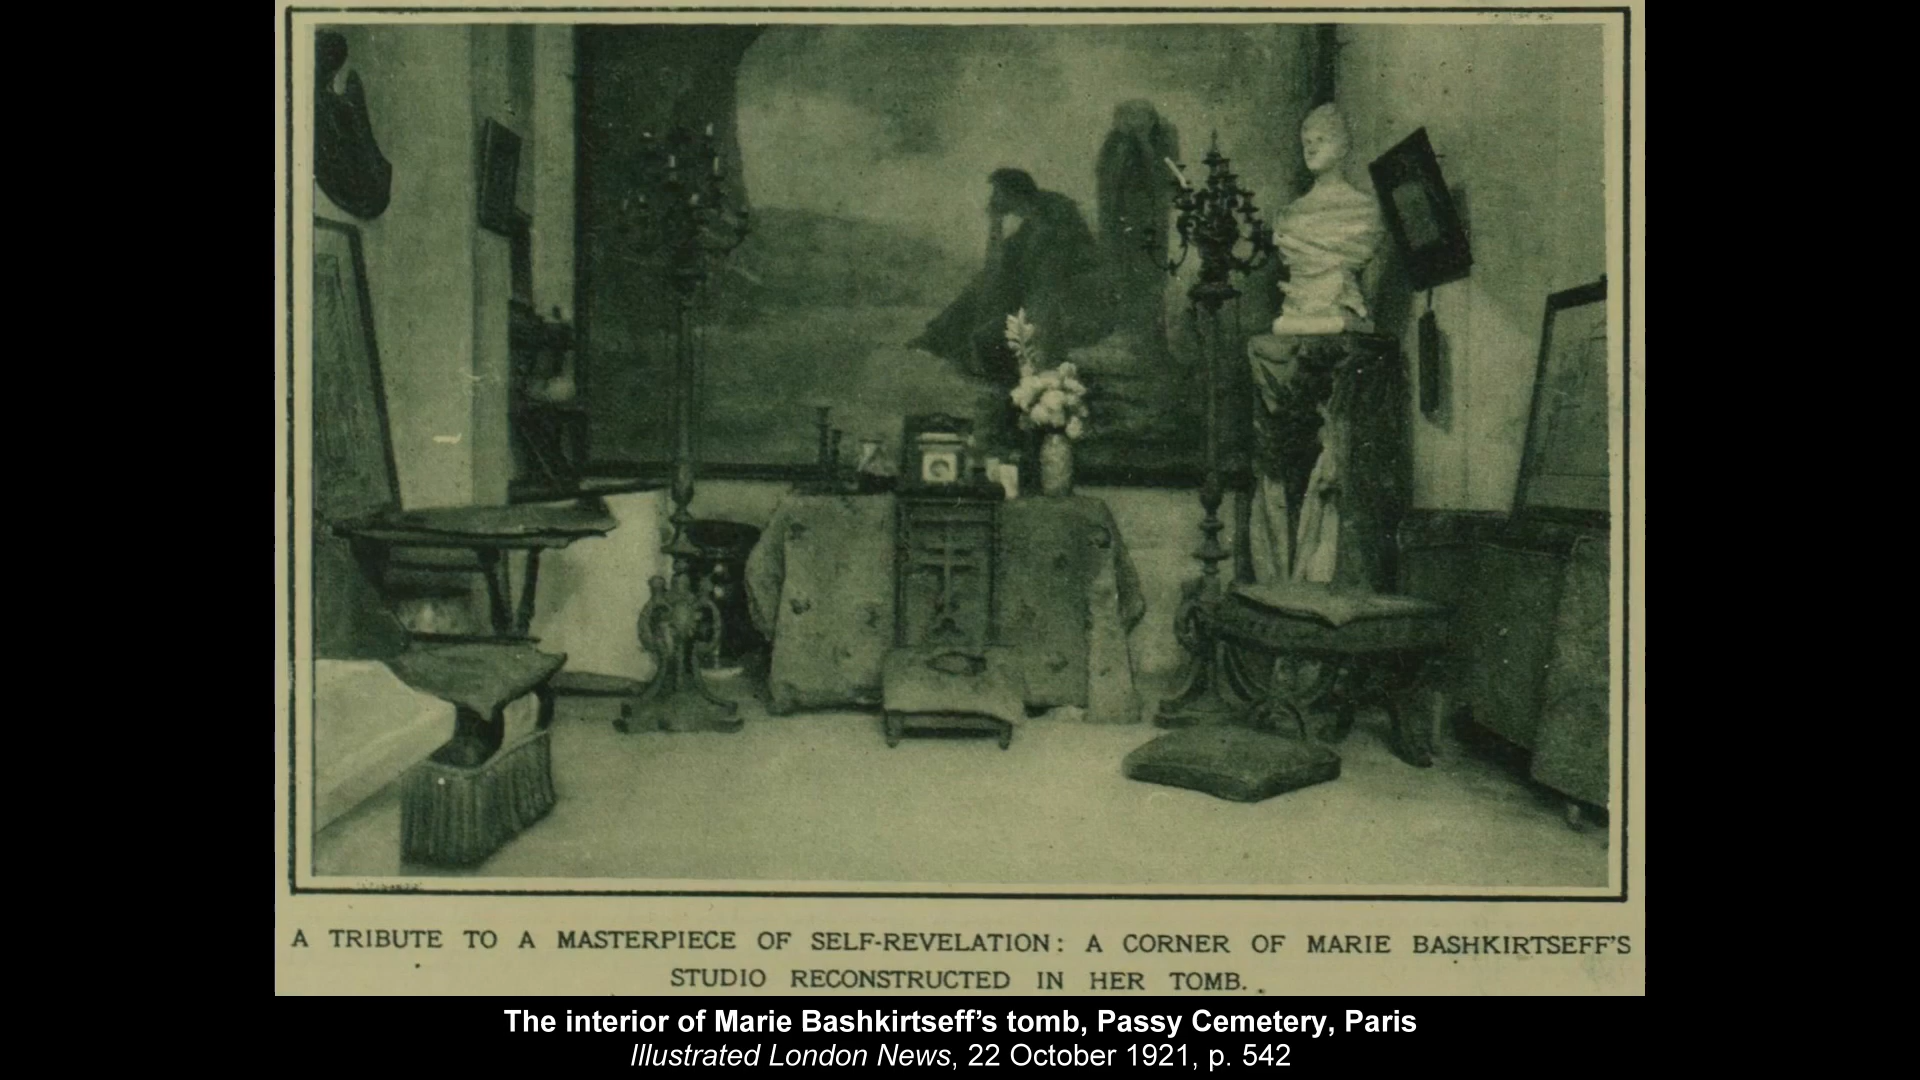 A TRIBUTE TO A MASTERPIECE OF SELF-REVELATION: A CORNER OF MARIE BASHKIRTSEFF'S
STUDIO RECONSTRUCTED IN HER TOMB.
The interior of Marie Bashkirtseff’s tomb, Passy Cemetery, Paris
Illustrated London News, 22 October 1921, p. 542